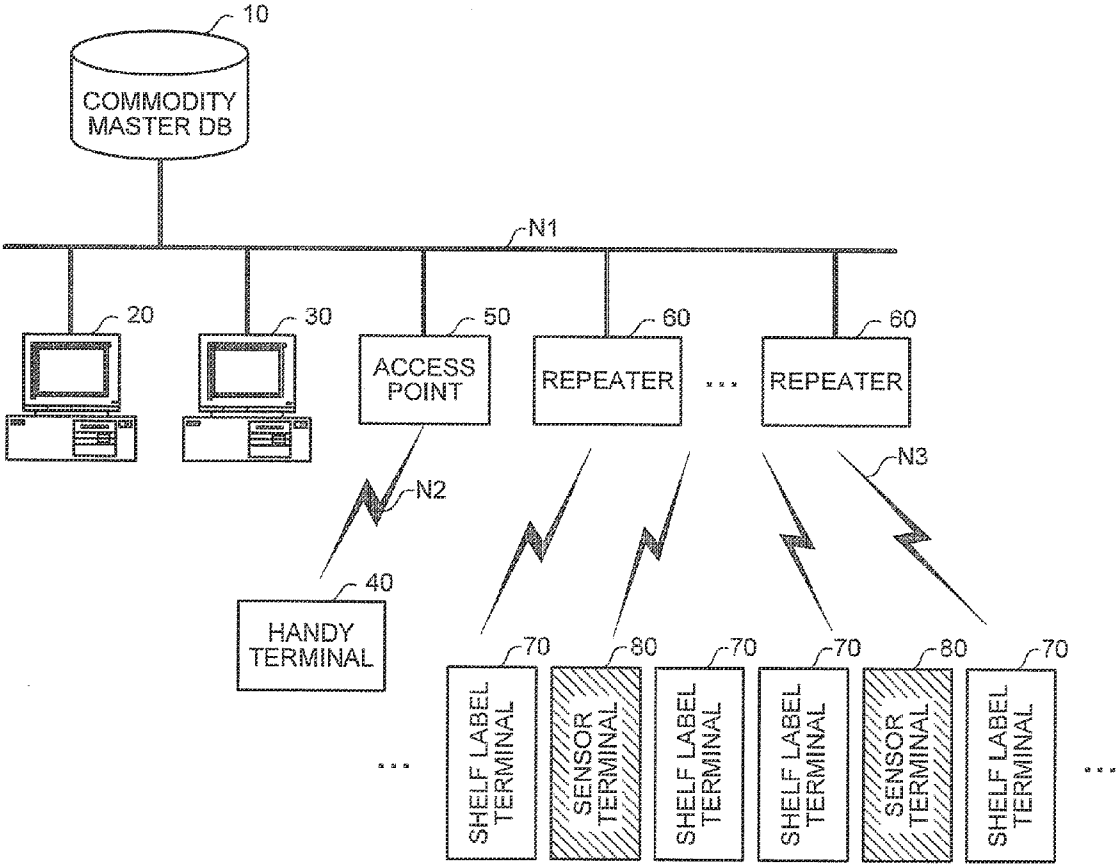 10
COMMODITY
MASTER DB
N1
20
30
50
60
60
ACCESS
POINT
REPEATER
...
REPEATER
N2
N3
40
HANDY
TERMINAL
70
80
70
70
80
70
...
SHELF LABEL
TERMINAL
SENSOR
TERMINAL
SHELF LABEL
TERMINAL
SHELF LABEL
TERMINAL
SENSOR
TERMINAL
SHELF LABEL
TERMINAL
...